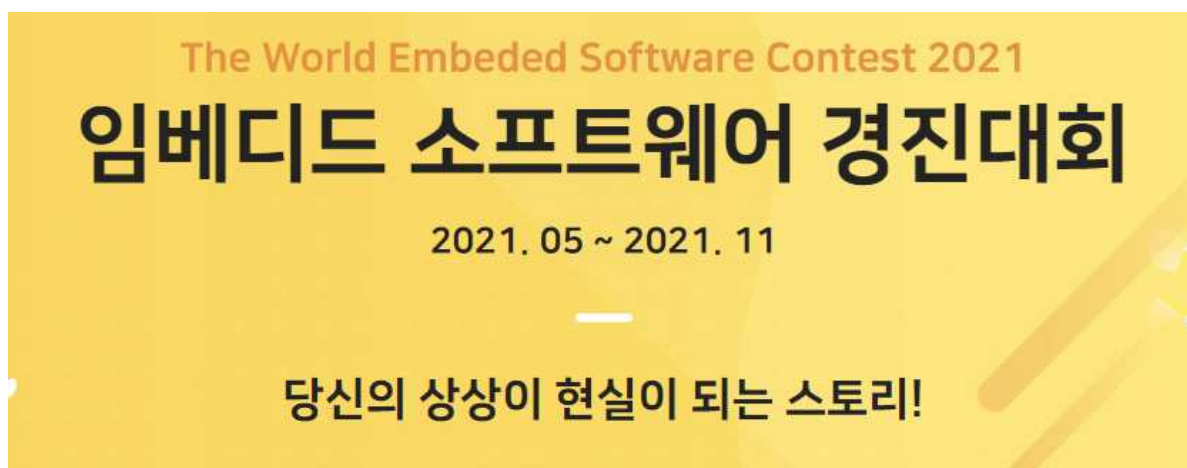 The World Embeded Software Contest 2021
임베디드 소프트웨어 경진대회
2021. 05 ~ 2021. 11
당신의 상상이 현실이 되는 스토리!